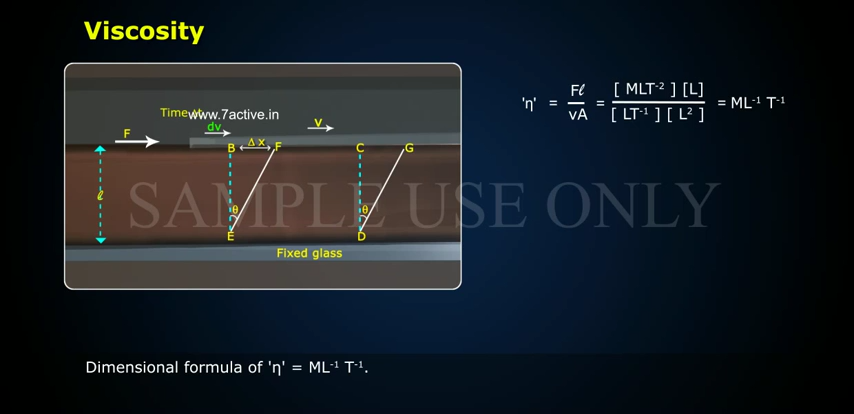 Viscosity
Time
www.7active.in
F
dv
v
B
Δ x
F
C
G
ℓ
θ
θ
E
D
Fixed glass
SAMPLE USE ONLY
'η' = Fℓ / vA = [ MLT⁻² ] [L] / [ LT⁻¹ ] [ L² ] = ML⁻¹ T⁻¹
Dimensional formula of 'η' = ML⁻¹ T⁻¹.